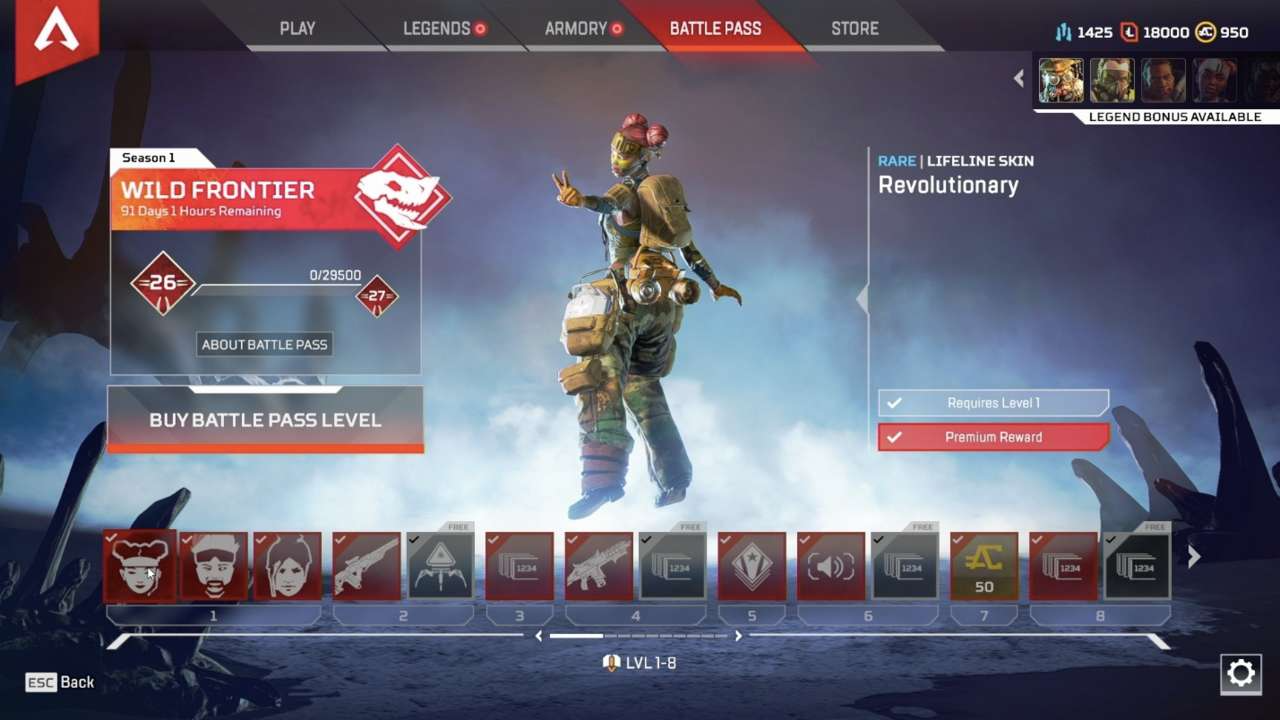 PLAY
LEGENDS
ARMORY
BATTLE PASS
STORE
1425
18000
950
LEGEND BONUS AVAILABLE
Season 1
WILD FRONTIER
91 Days 1 Hours Remaining
26
0/29500
27
ABOUT BATTLE PASS
BUY BATTLE PASS LEVEL
RARE | LIFELINE SKIN
Revolutionary
Requires Level 1
Premium Reward
FREE
FREE
FREE
FREE
1234
1234
1234
50
1234
1234
1
2
3
4
5
6
7
8
LVL 1-8
ESC Back